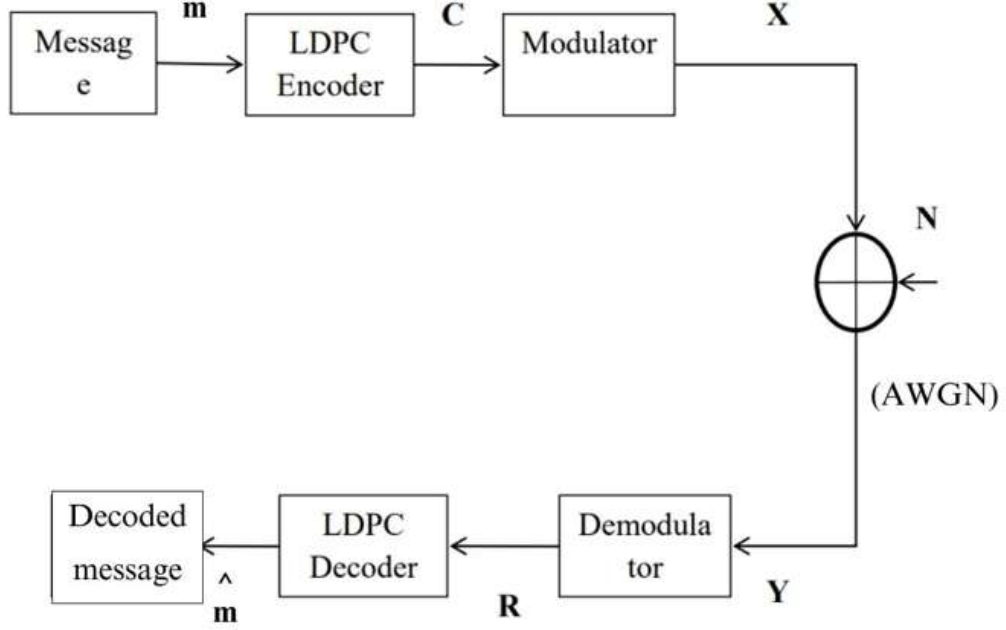 m
C
X
Messag
e
LDPC
Encoder
Modulator
N
(AWGN)
Decoded
message
LDPC
Decoder
Demodula
tor
^
m
R
Y